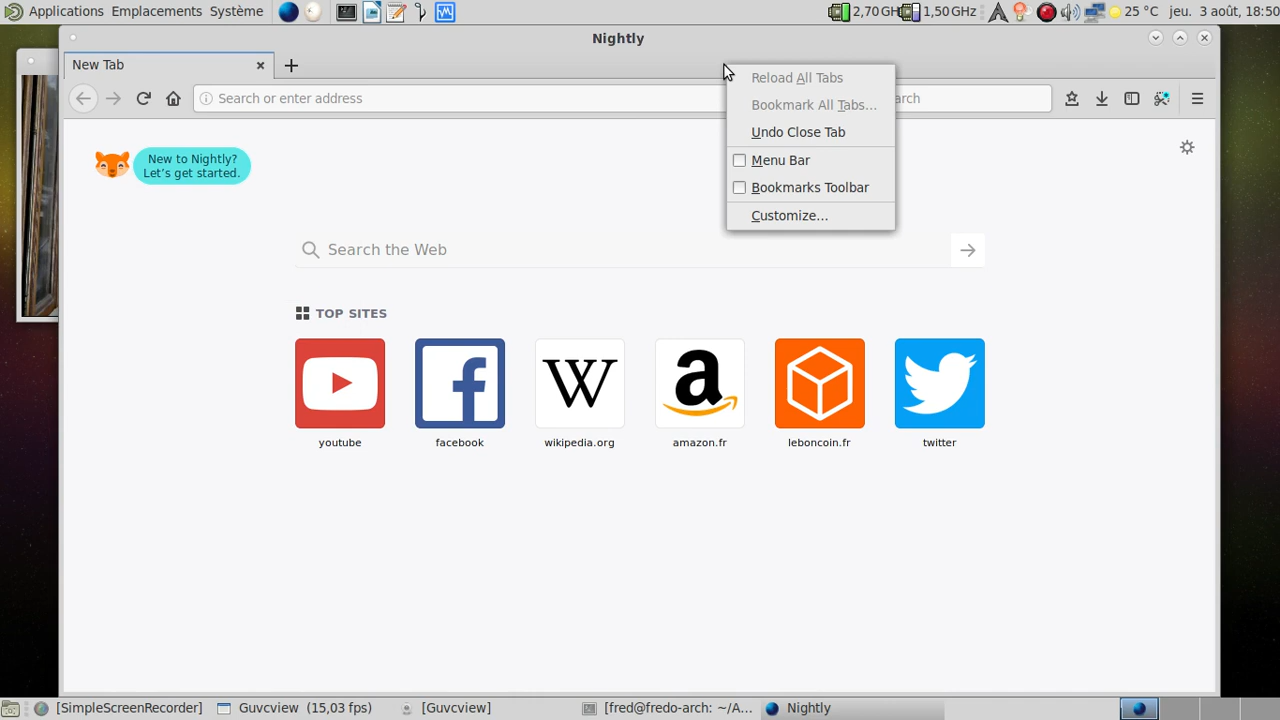 Applications Emplacements Système
2,70 GH 1,50 GHz 25 °C jeu. 3 août, 18:50
Nightly
New Tab
Search or enter address
arch
Reload All Tabs
Bookmark All Tabs...
Undo Close Tab
Menu Bar
Bookmarks Toolbar
Customize...
New to Nightly?
Let's get started.
Search the Web
TOP SITES
W
a
youtube facebook wikipedia.org amazon.fr leboncoin.fr twitter
[SimpleScreenRecorder] Guvcview (15,03 fps) [Guvcview] [fred@fredo-arch: ~/A... Nightly